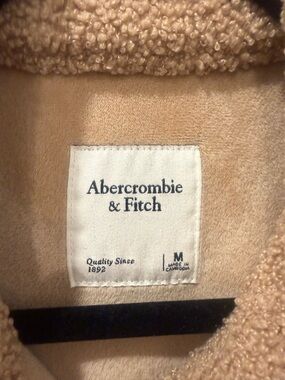 Abercrombie
& Fitch
Quality Since
1892
M
MADE IN
CAMBODIA